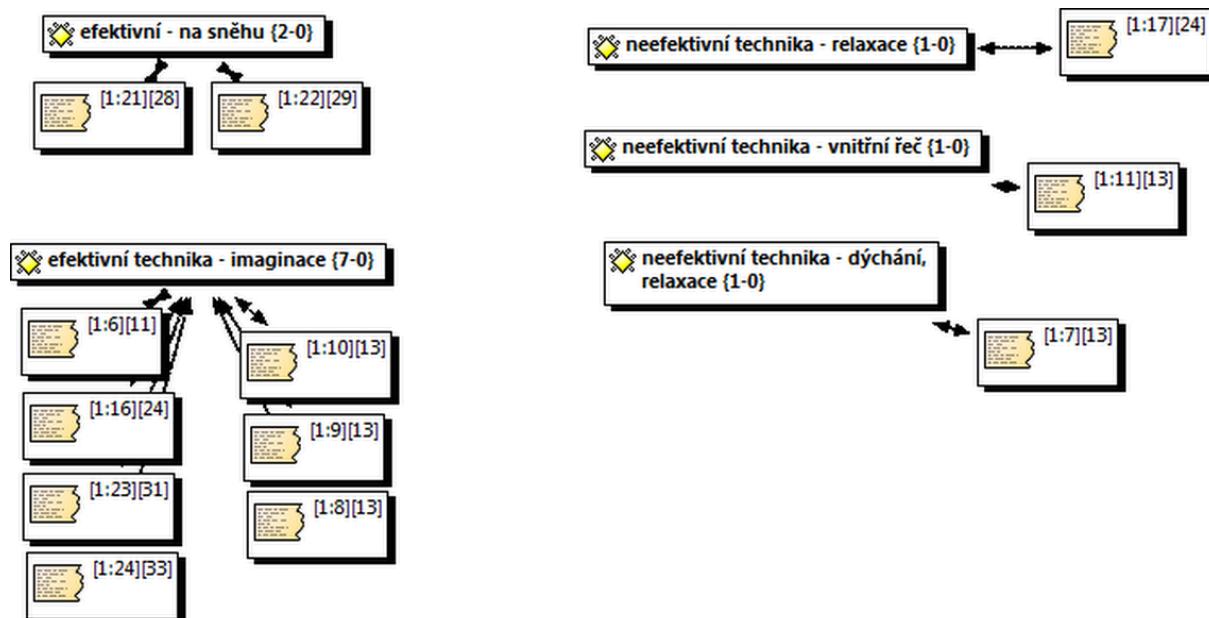 efektivní - na sněhu {2-0}
[1:21][28]
[1:22][29]
efektivní technika - imaginace {7-0}
[1:6][11]
[1:10][13]
[1:16][24]
[1:9][13]
[1:23][31]
[1:8][13]
[1:24][33]
neefektivní technika - relaxace {1-0}
[1:17][24]
neefektivní technika - vnitřní řeč {1-0}
[1:11][13]
neefektivní technika - dýchání,
relaxace {1-0}
[1:7][13]